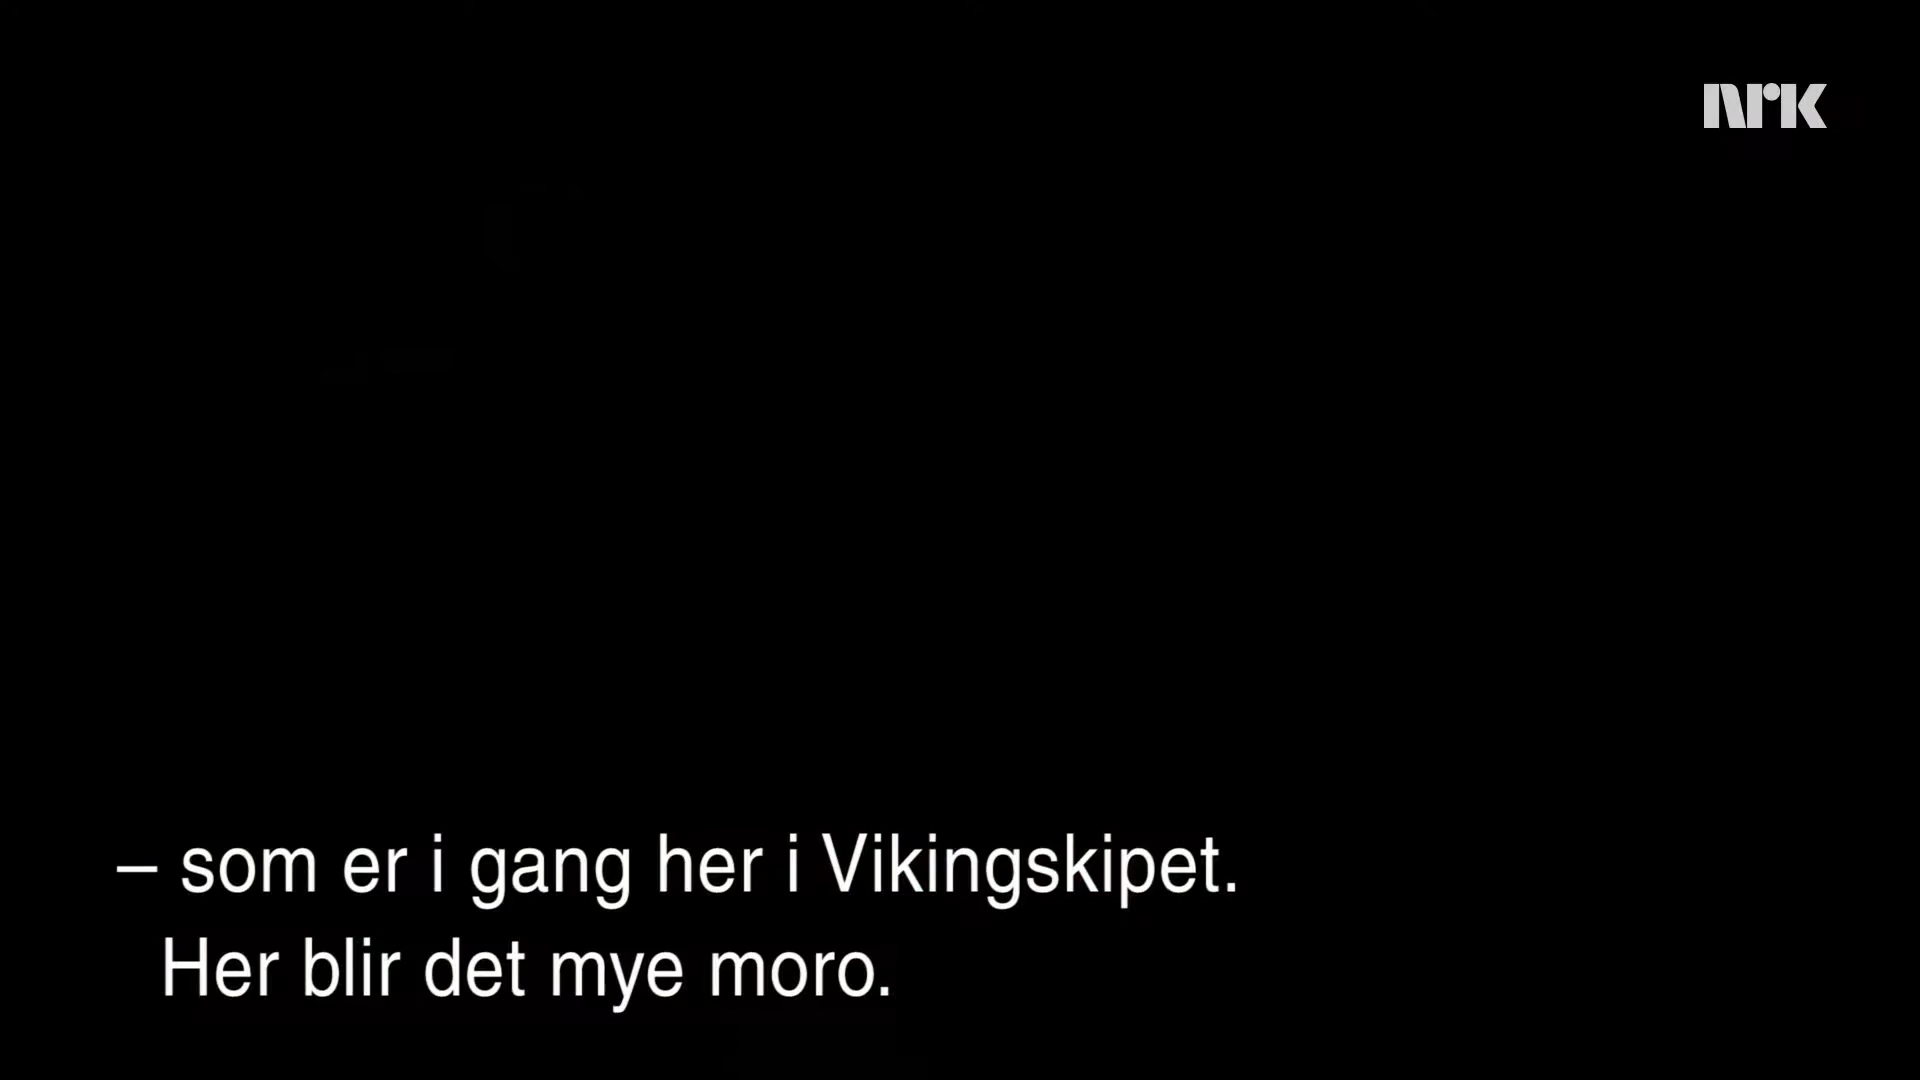 NRK
– som er i gang her i Vikingskipet.
Her blir det mye moro.